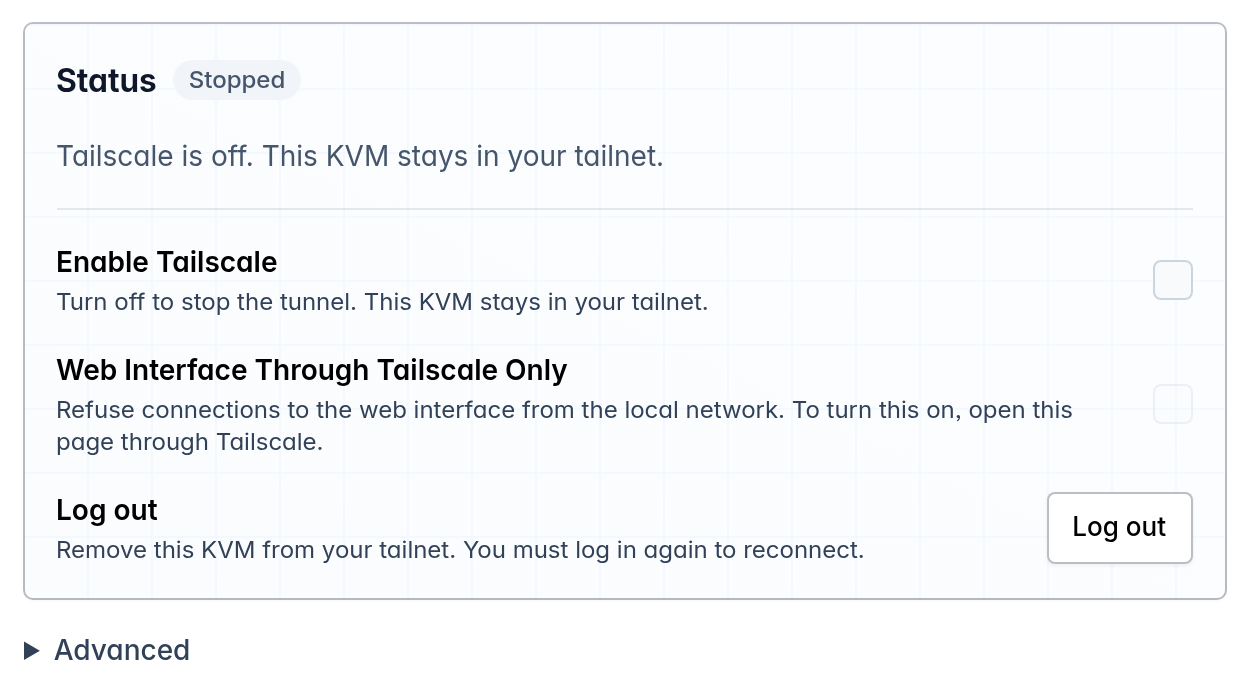 Status Stopped
Tailscale is off. This KVM stays in your tailnet.
Enable Tailscale
Turn off to stop the tunnel. This KVM stays in your tailnet.
Web Interface Through Tailscale Only
Refuse connections to the web interface from the local network. To turn this on, open this
page through Tailscale.
Log out
Remove this KVM from your tailnet. You must log in again to reconnect.
Log out
Advanced